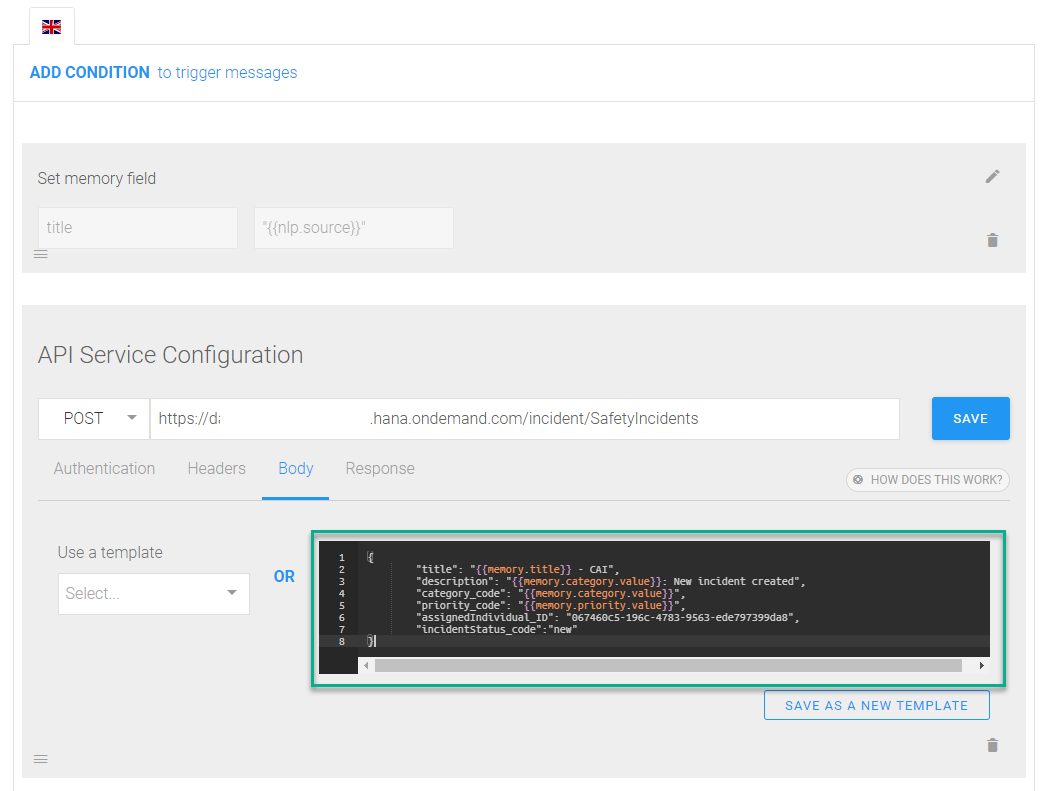 ADD CONDITION to trigger messages
Set memory field
title "{{nlp.source}}"
API Service Configuration
POST https://da .hana.ondemand.com/incident/SafetyIncidents SAVE
Authentication Headers Body Response
HOW DOES THIS WORK?
Use a template
Select...
OR
1 {
2 "title": "{{memory.title}} - CAI",
3 "description": "{{memory.category.value}}: New incident created",
4 "category_code": "{{memory.category.value}}",
5 "priority_code": "{{memory.priority.value}}",
6 "assignedIndividual_ID": "067460c5-196c-4783-9563-ede797399da8",
7 "incidentStatus_code":"new"
8 }
SAVE AS A NEW TEMPLATE